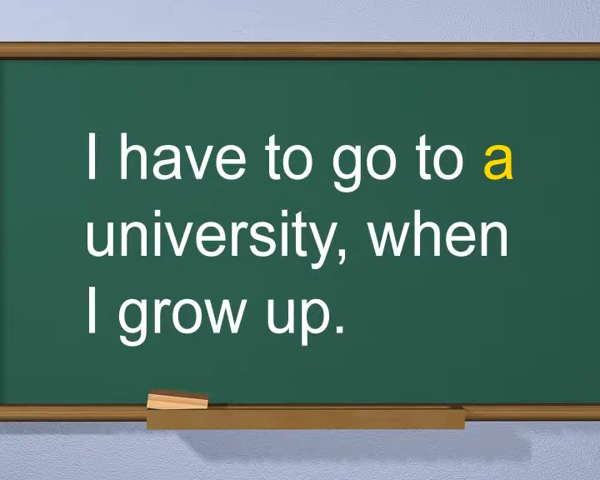 I have to go to a
university, when
I grow up.